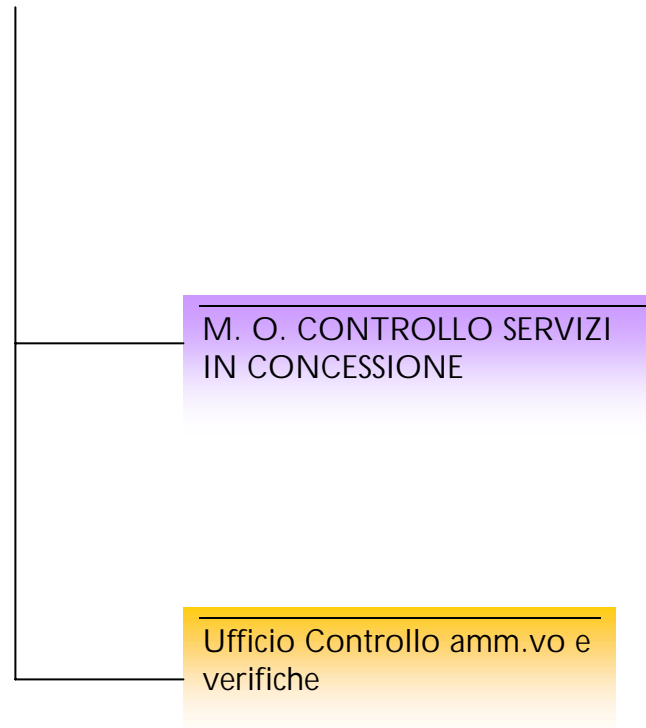 M. O. CONTROLLO SERVIZI
IN CONCESSIONE
Ufficio Controllo amm.vo e
verifiche